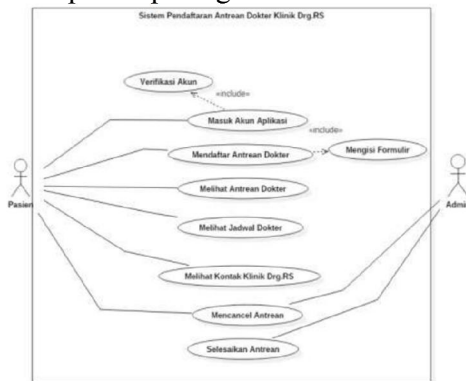 Sistem Pendaftaran Antrean Dokter Klinik Drg.RS
Verifikasi Akun
«include»
Masuk Akun Aplikasi
«include»
Mendaftar Antrean Dokter
Mengisi Formulir
Melihat Antrean Dokter
Pasien
Admi
Melihat Jadwal Dokter
Melihat Kontak Klinik Drg.RS
Mencancel Antrean
Selesaikan Antrean